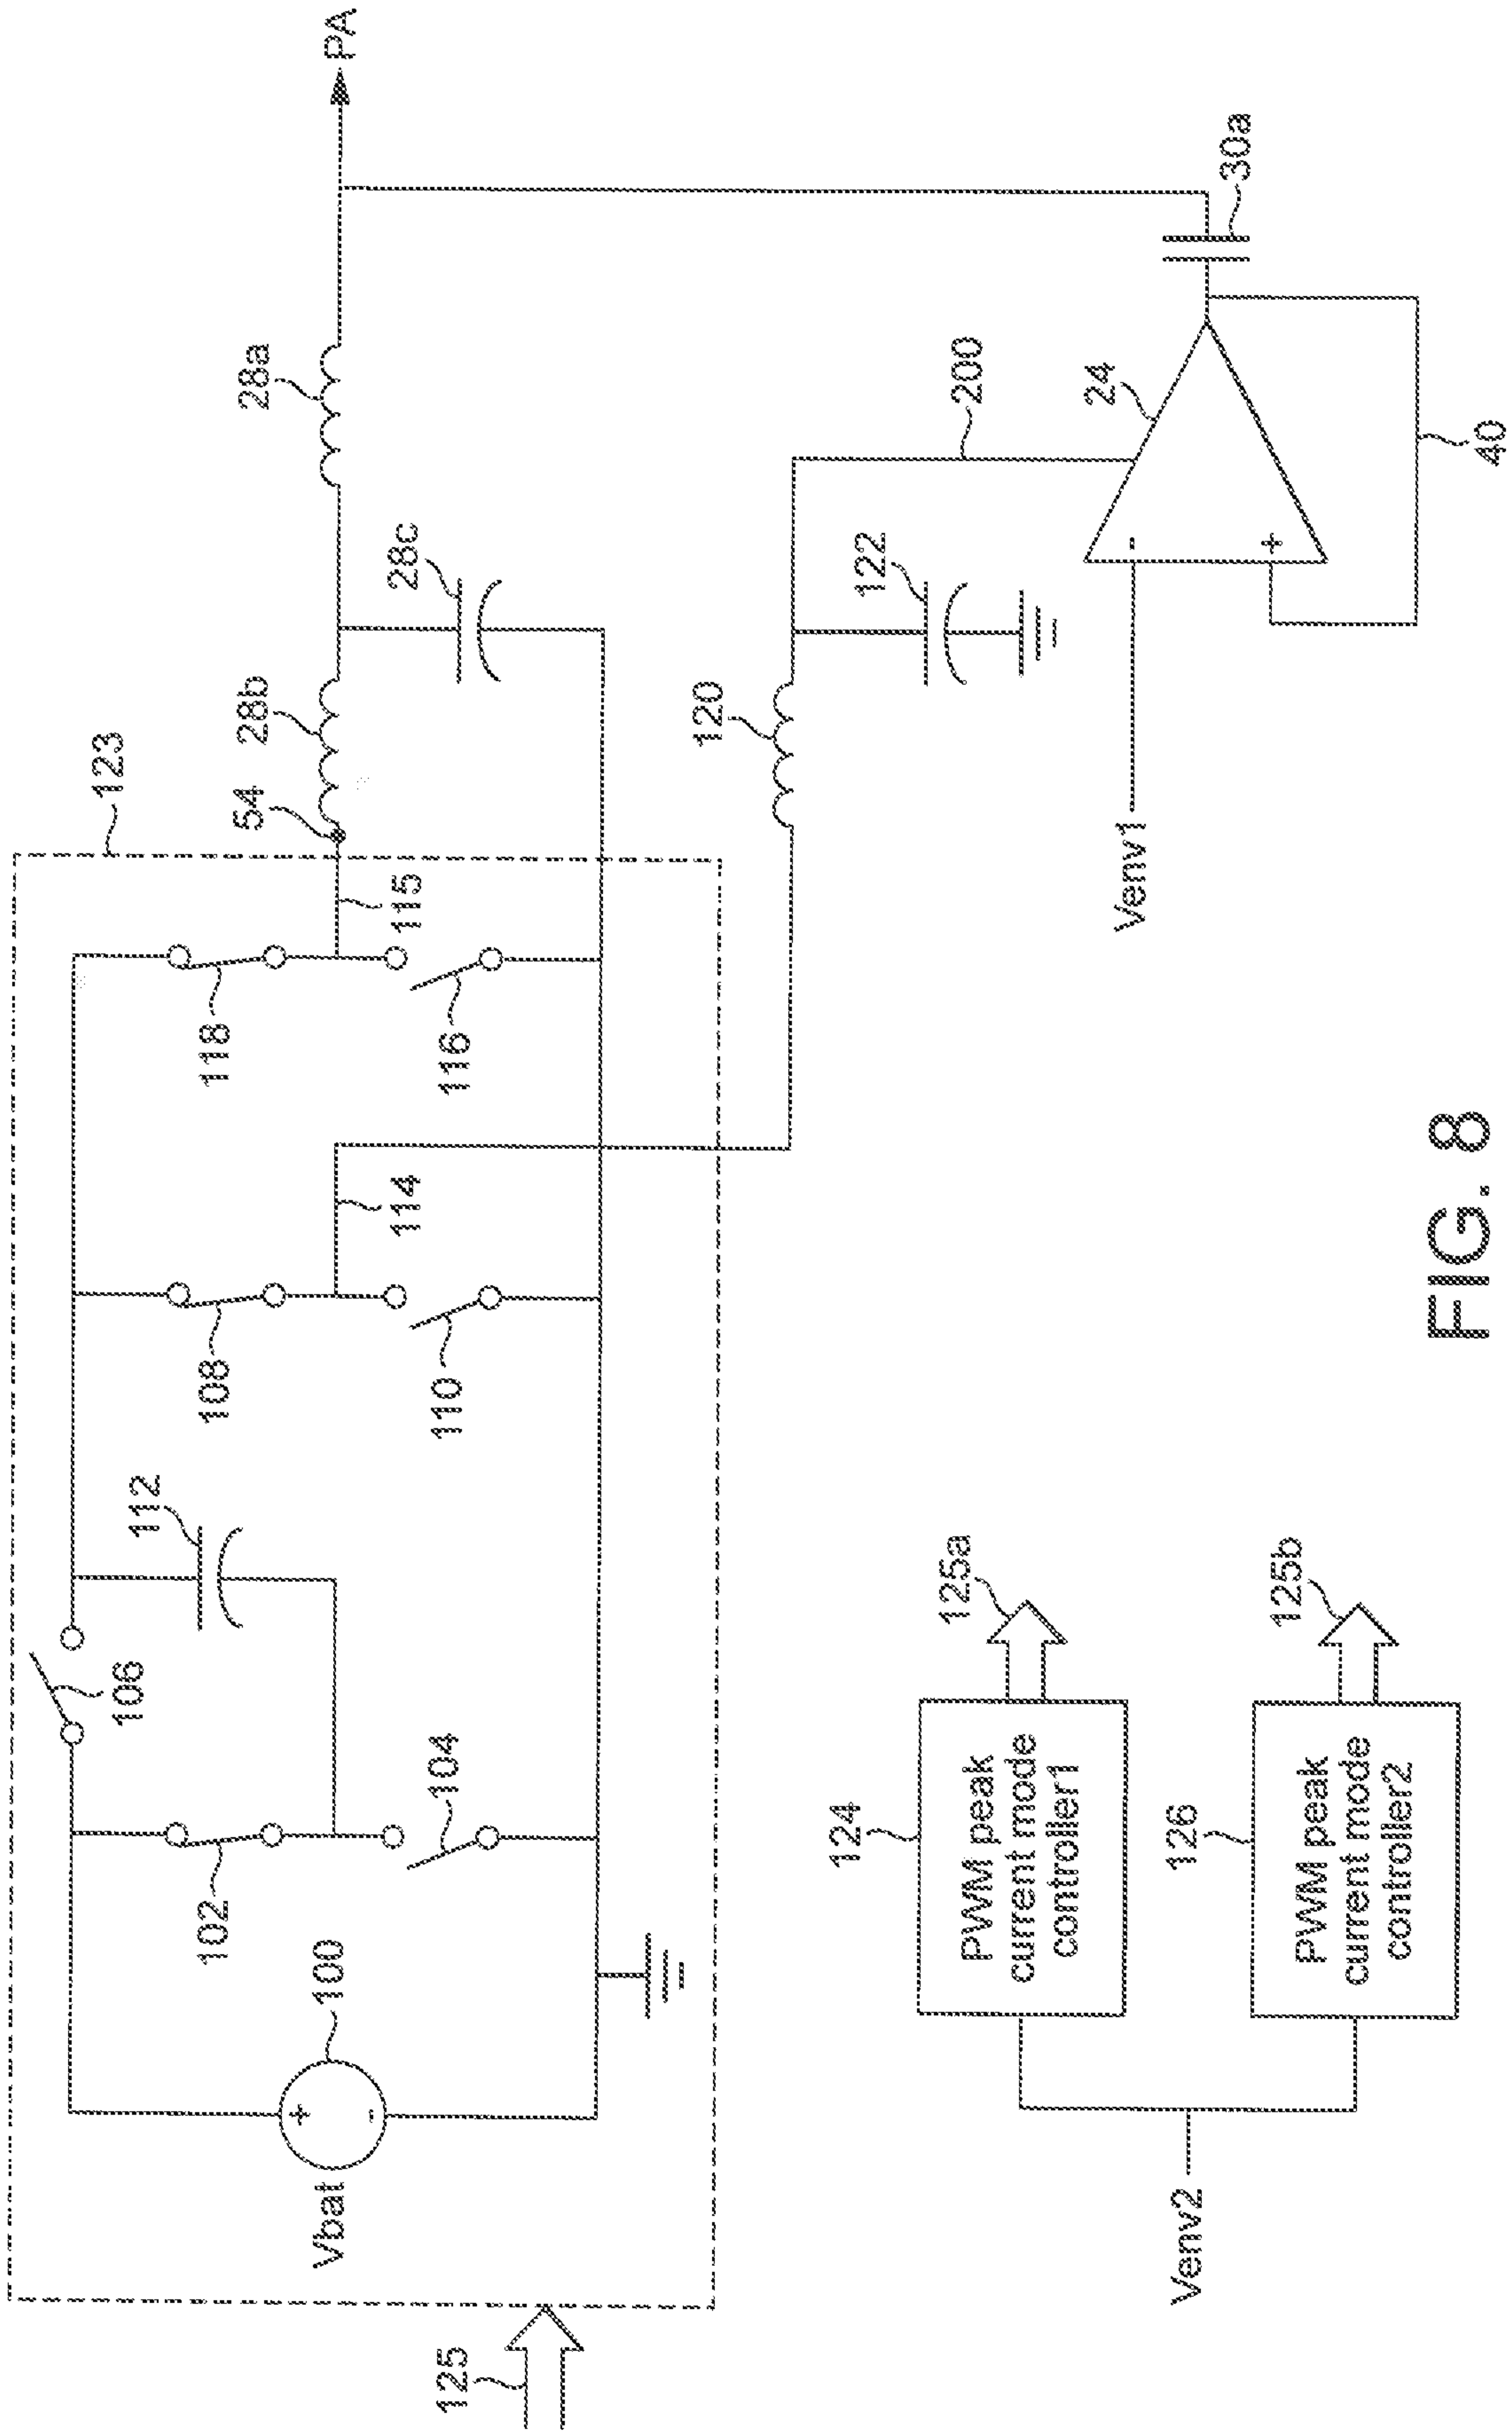 125
123
Vbat
100
102
104
106
112
108
110
114
118
116
115
54
28b
28c
28a
PA
120
122
200
24
-
+
+
-
Venv1
40
30a
Venv2
124
PWM peak
current mode
controller1
125a
126
PWM peak
current mode
controller2
125b
FIG. 8